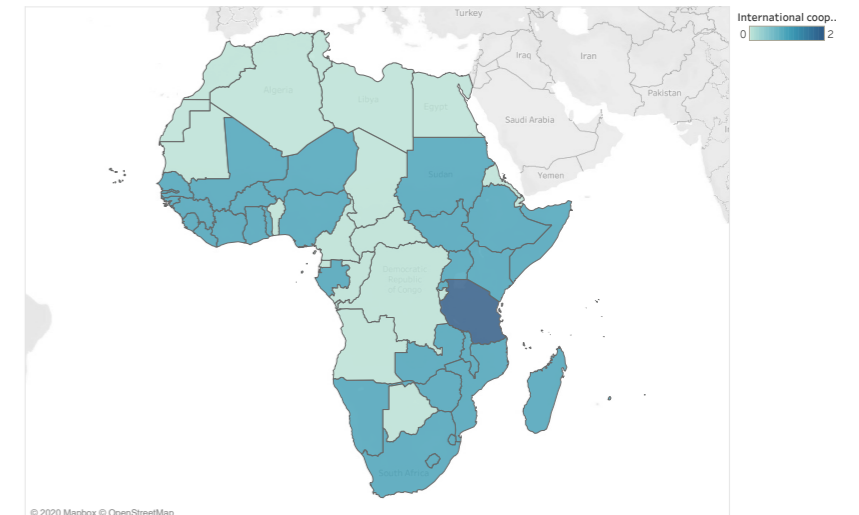 International coop..
0
2
Turkey
Iraq
Iran
Pakistan
Algeria
Libya
Egypt
Saudi Arabia
Sudan
Yemen
Democratic
Republic
of Congo
South Africa
© 2020 Mapbox © OpenStreetMap